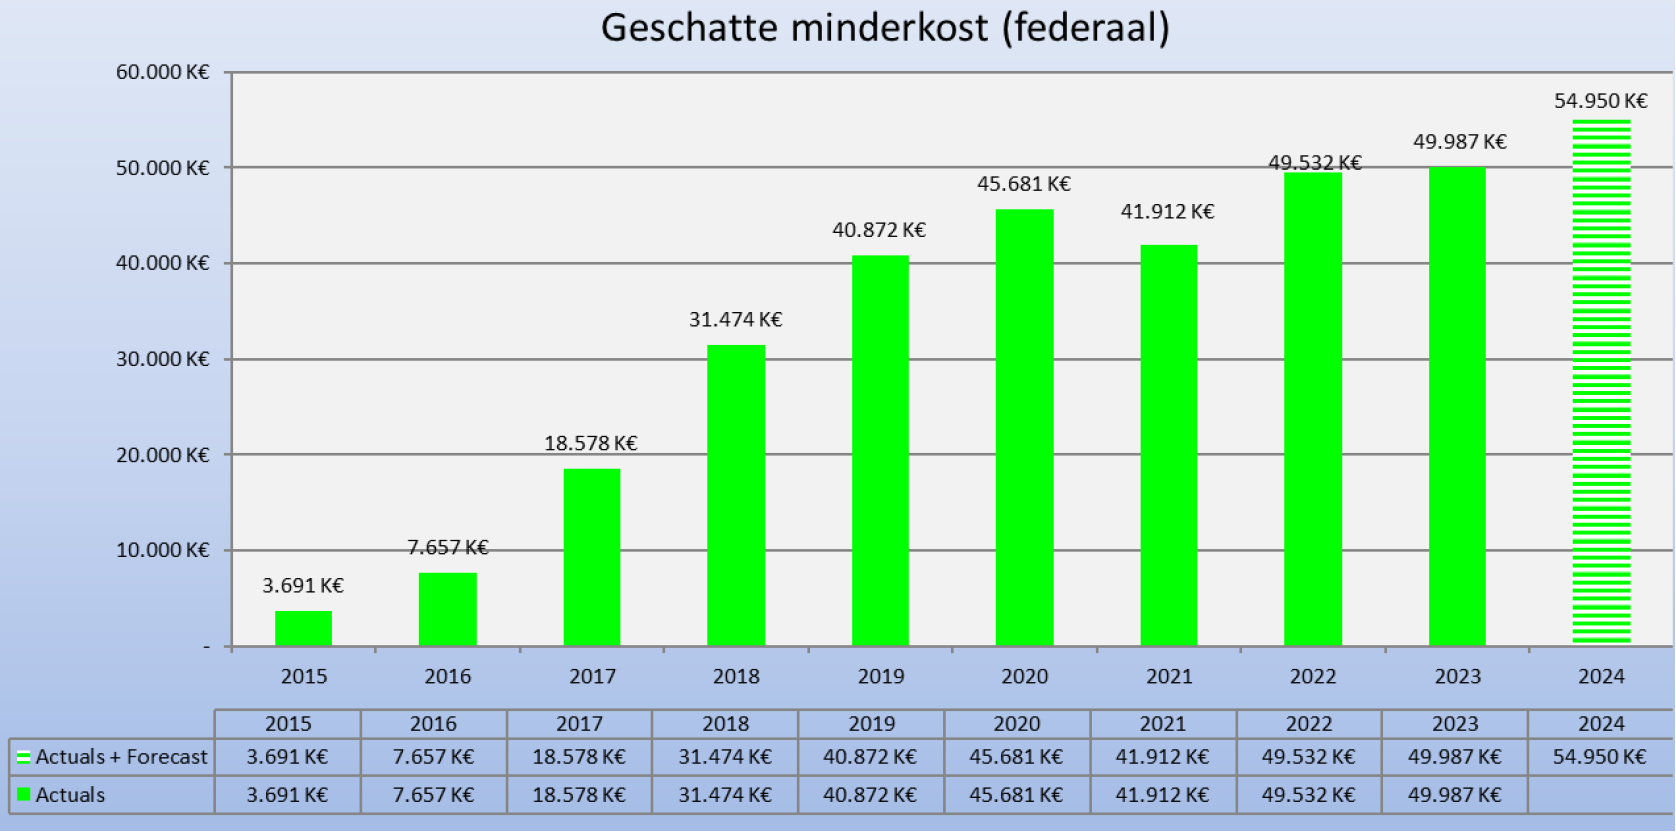 Geschatte minderkost (federaal)
60.000 K€
50.000 K€
40.000 K€
30.000 K€
20.000 K€
10.000 K€
-
3.691 K€
7.657 K€
18.578 K€
31.474 K€
40.872 K€
45.681 K€
41.912 K€
49.532 K€
49.987 K€
54.950 K€
2015 2016 2017 2018 2019 2020 2021 2022 2023 2024
2015 2016 2017 2018 2019 2020 2021 2022 2023 2024
Actuals + Forecast 3.691 K€ 7.657 K€ 18.578 K€ 31.474 K€ 40.872 K€ 45.681 K€ 41.912 K€ 49.532 K€ 49.987 K€ 54.950 K€
Actuals 3.691 K€ 7.657 K€ 18.578 K€ 31.474 K€ 40.872 K€ 45.681 K€ 41.912 K€ 49.532 K€ 49.987 K€